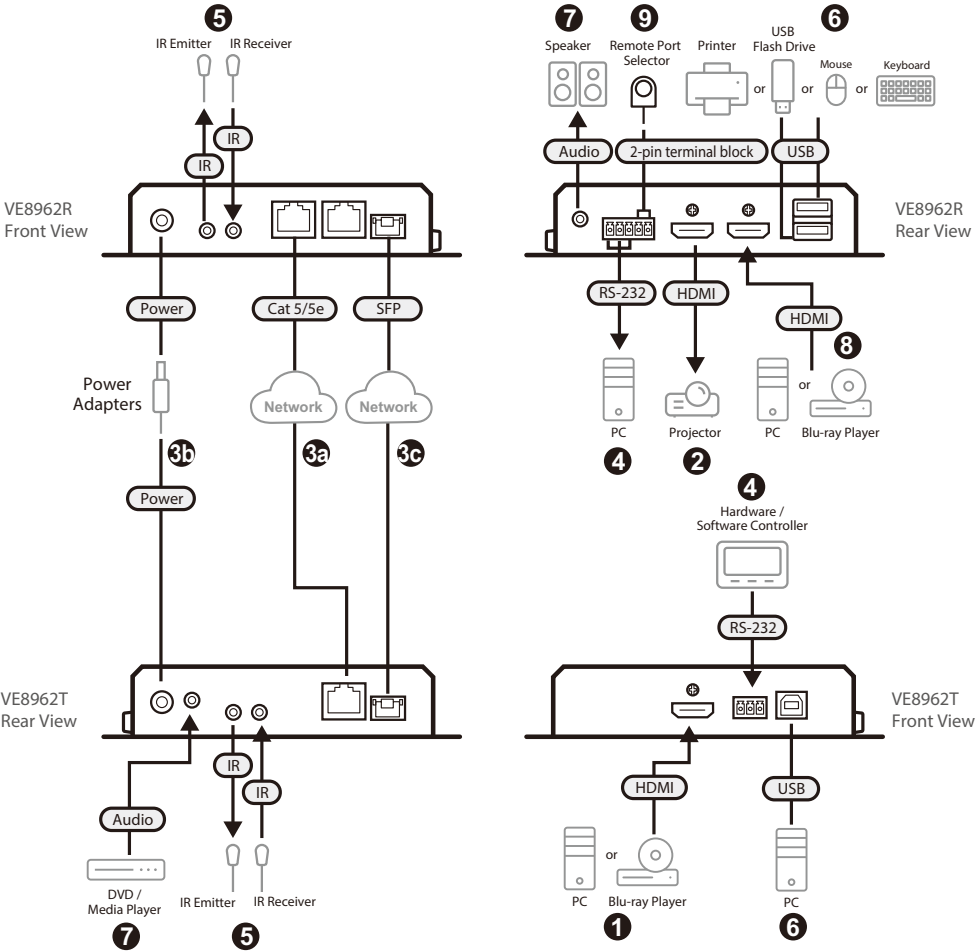 5
IR Emitter
IR Receiver
IR
IR
VE8962R
Front View
Power
Cat 5/5e
SFP
Power
Adapters
Network
Network
3b
3a
3c
Power
VE8962T
Rear View
IR
IR
Audio
DVD /
Media Player
IR Emitter
IR Receiver
7
5
7
9
6
Speaker
Remote Port
Selector
Printer
or
USB
Flash Drive
or
Mouse
or
Keyboard
Audio
2-pin terminal block
USB
VE8962R
Rear View
RS-232
HDMI
HDMI
8
or
PC
Projector
PC
Blu-ray Player
4
2
4
Hardware /
Software Controller
RS-232
VE8962T
Front View
HDMI
USB
or
PC
Blu-ray Player
PC
1
6